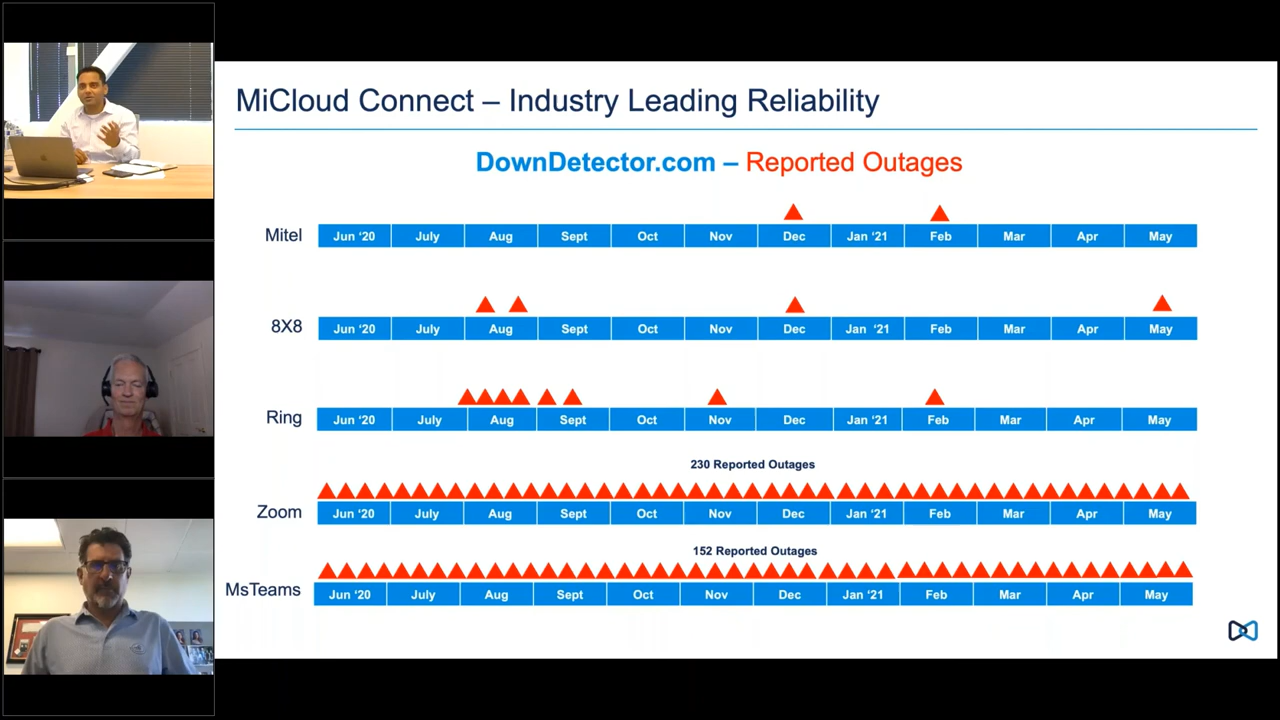 MiCloud Connect – Industry Leading Reliability
DownDetector.com – Reported Outages
Mitel
Jun ‘20 July Aug Sept Oct Nov Dec Jan ‘21 Feb Mar Apr May
8X8
Jun ‘20 July Aug Sept Oct Nov Dec Jan ‘21 Feb Mar Apr May
Ring
Jun ‘20 July Aug Sept Oct Nov Dec Jan ‘21 Feb Mar Apr May
230 Reported Outages
Zoom
Jun ‘20 July Aug Sept Oct Nov Dec Jan ‘21 Feb Mar Apr May
152 Reported Outages
MsTeams
Jun ‘20 July Aug Sept Oct Nov Dec Jan ‘21 Feb Mar Apr May